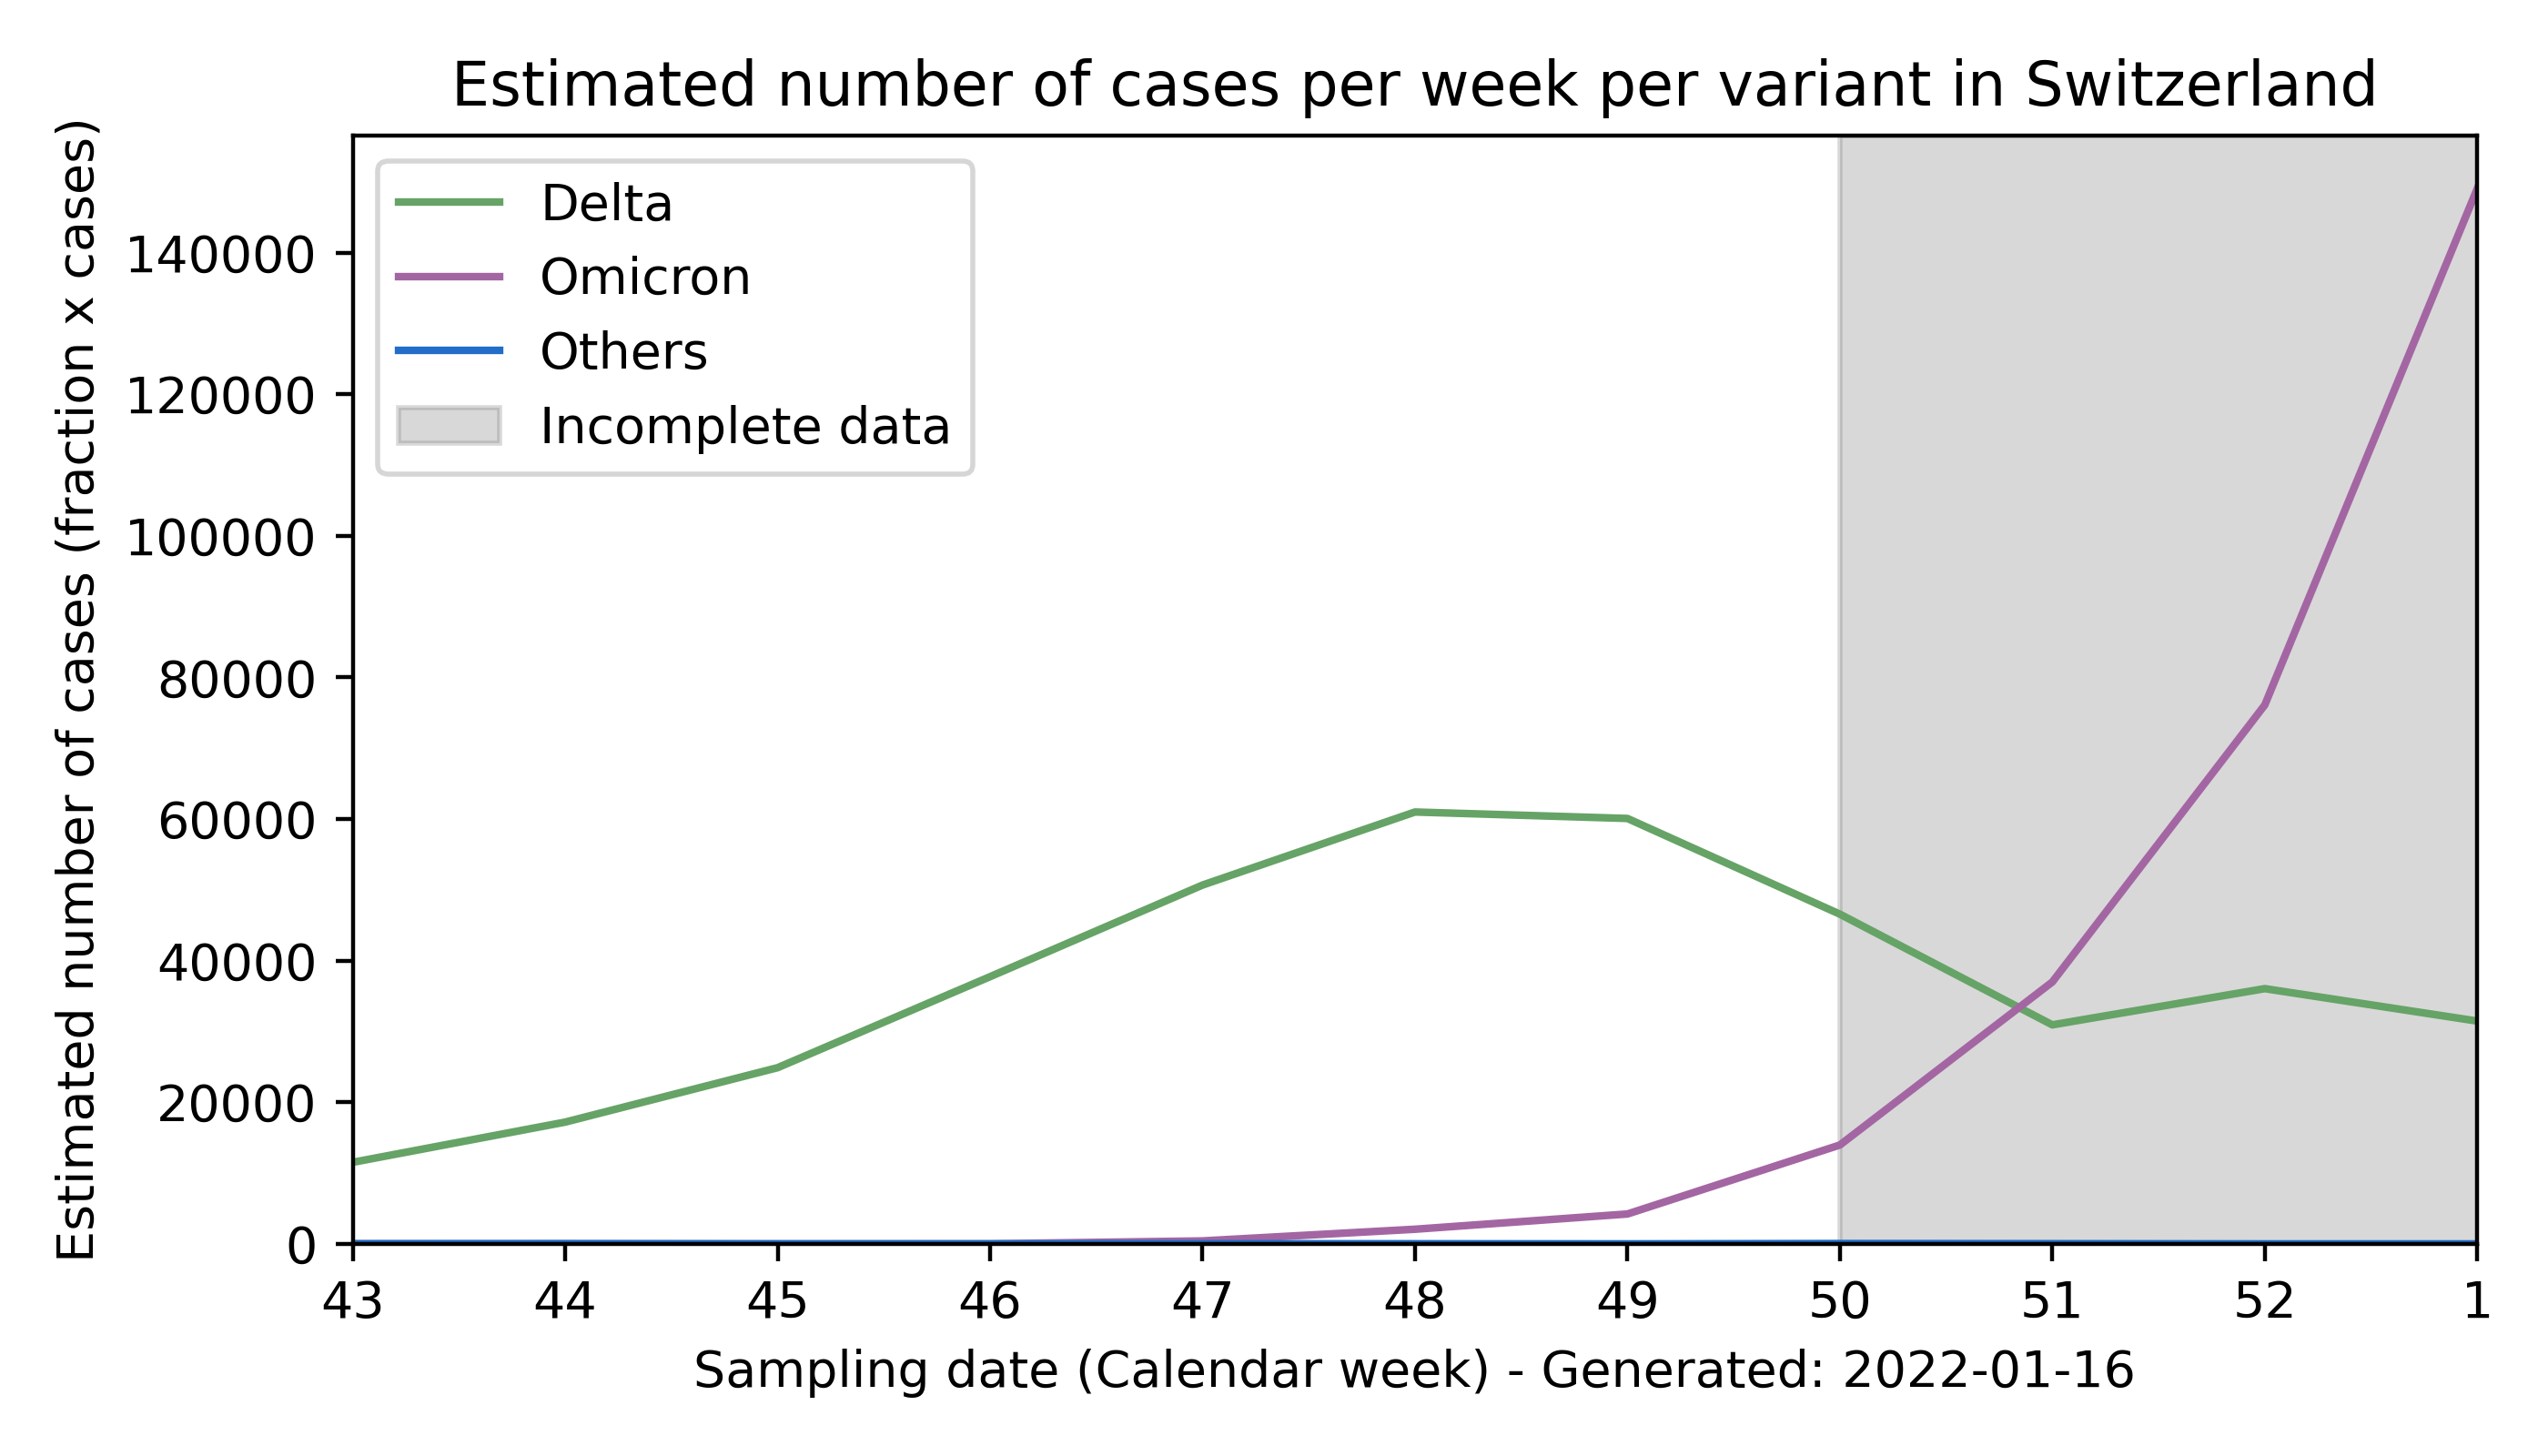 Estimated number of cases per week per variant in Switzerland
Estimated number of cases (fraction x cases)
Delta
Omicron
Others
Incomplete data
140000
120000
100000
80000
60000
40000
20000
0
43 44 45 46 47 48 49 50 51 52 1
Sampling date (Calendar week) - Generated: 2022-01-16